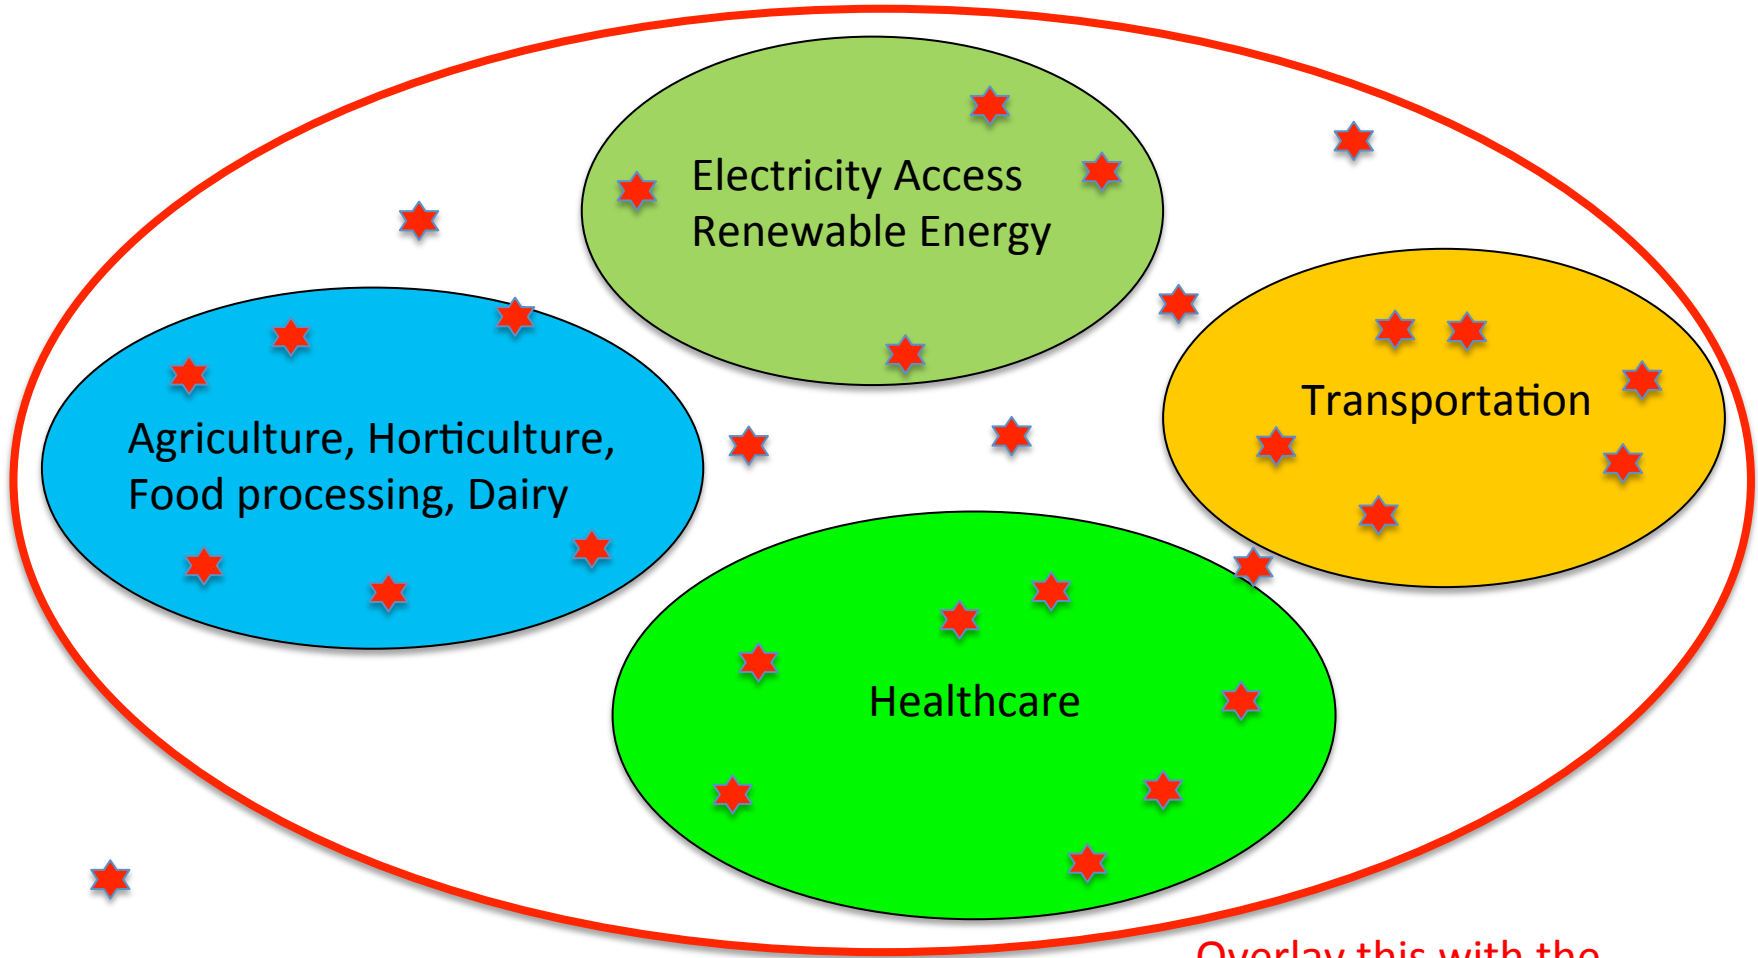 Electricity Access
Renewable Energy
Transportation
Agriculture, Horticulture,
Food processing, Dairy
Healthcare
Overlay this with the